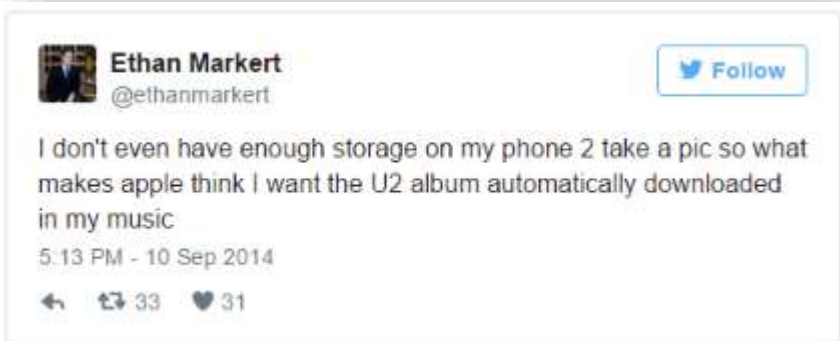 Ethan Markert
Follow
@ethanmarkert
I don't even have enough storage on my phone 2 take a pic so what
makes apple think I want the U2 album automatically downloaded
in my music
5:13 PM - 10 Sep 2014
33 31